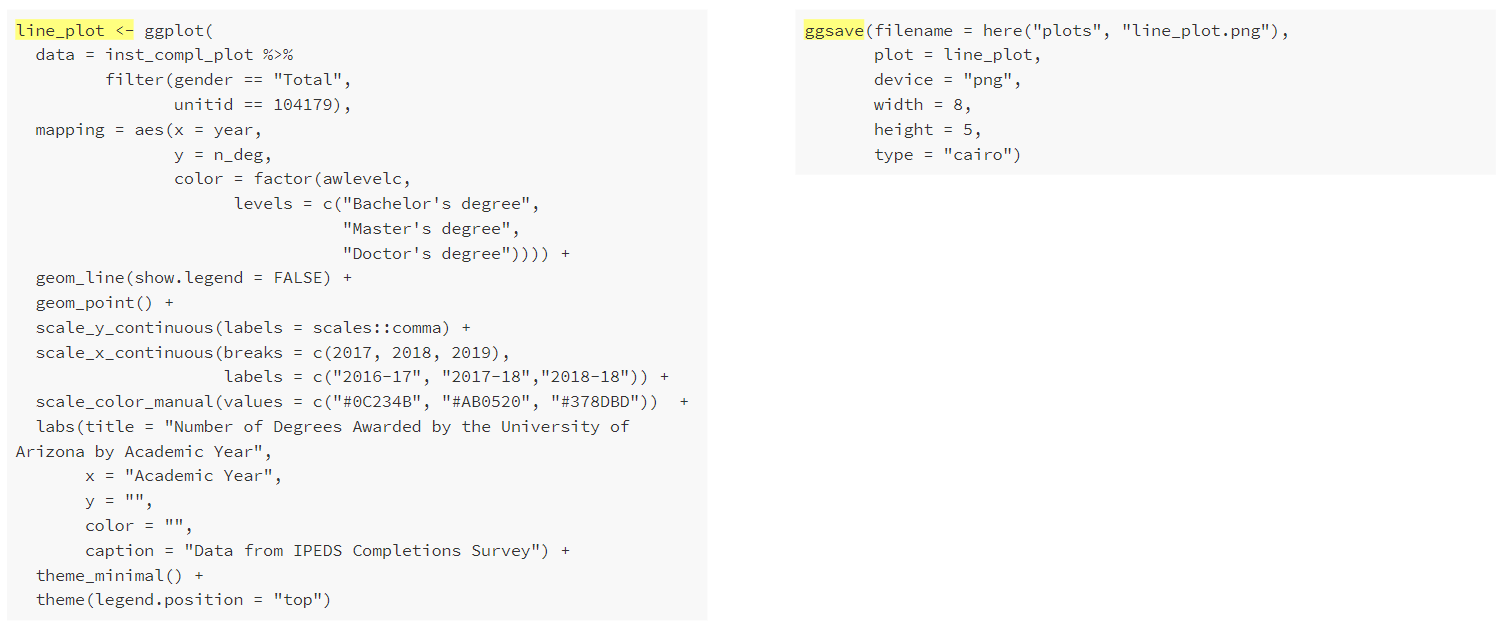 line_plot <- ggplot(
  data = inst_compl_plot %>%
         filter(gender == "Total",
                unitid == 104179),
  mapping = aes(x = year,
                y = n_deg,
                color = factor(awlevelc,
                      levels = c("Bachelor's degree",
                                 "Master's degree",
                                 "Doctor's degree")))) +
  geom_line(show.legend = FALSE) +
  geom_point() +
  scale_y_continuous(labels = scales::comma) +
  scale_x_continuous(breaks = c(2017, 2018, 2019),
                     labels = c("2016-17", "2017-18","2018-18")) +
  scale_color_manual(values = c("#0C234B", "#AB0520", "#378DBD"))  +
  labs(title = "Number of Degrees Awarded by the University of
Arizona by Academic Year",
       x = "Academic Year",
       y = "",
       color = "",
       caption = "Data from IPEDS Completions Survey") +
  theme_minimal() +
  theme(legend.position = "top")
ggsave(filename = here("plots", "line_plot.png"),
       plot = line_plot,
       device = "png",
       width = 8,
       height = 5,
       type = "cairo")